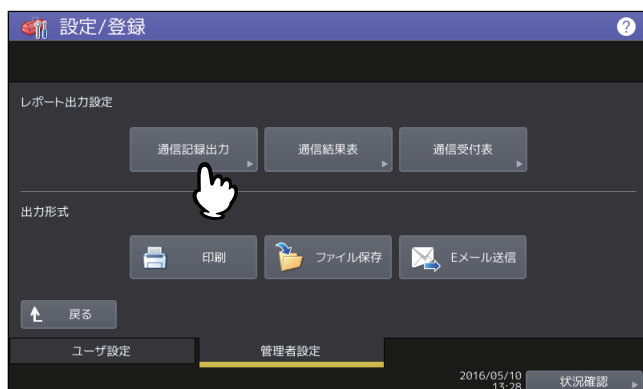 設定/登録
?
レポート出力設定
通信記録出力
通信結果表
通信受付表
出力形式
印刷
ファイル保存
Eメール送信
戻る
ユーザ設定
管理者設定
2016/05/10
13:28
状況確認